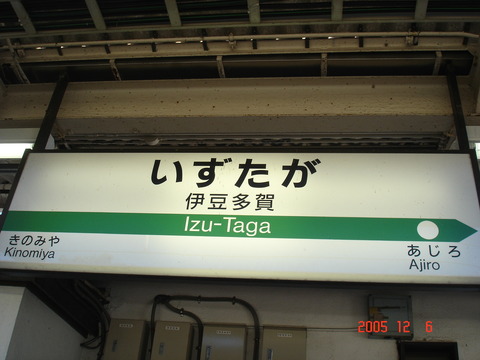 いずたが
伊豆多賀
Izu-Taga
きのみや
Kinomiya
あじろ
Ajiro
2005 12 6